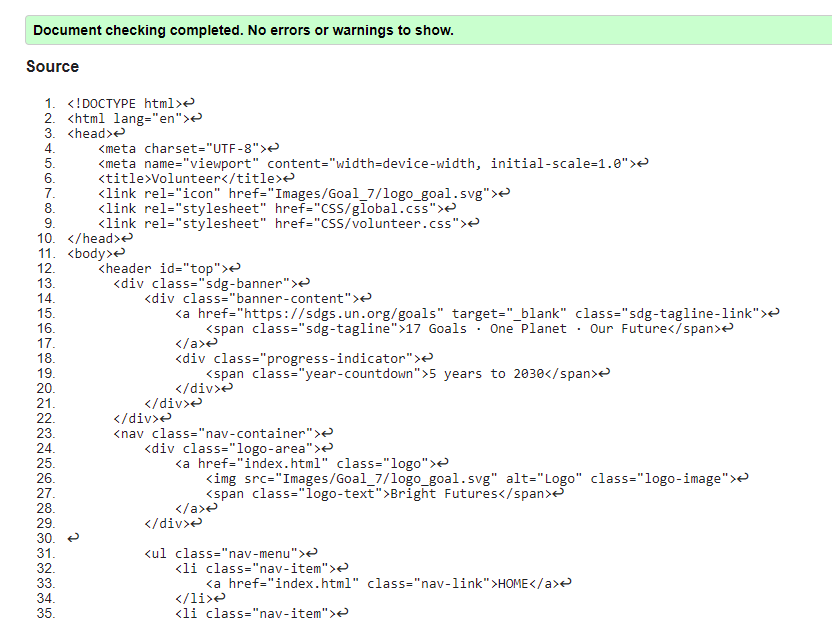 Document checking completed. No errors or warnings to show.
Source
1. <!DOCTYPE html>↩
2. <html lang="en">↩
3. <head>↩
4.     <meta charset="UTF-8">↩
5.     <meta name="viewport" content="width=device-width, initial-scale=1.0">↩
6.     <title>Volunteer</title>↩
7.     <link rel="icon" href="Images/Goal_7/logo_goal.svg">↩
8.     <link rel="stylesheet" href="CSS/global.css">↩
9.     <link rel="stylesheet" href="CSS/volunteer.css">↩
10. </head>↩
11. <body>↩
12.     <header id="top">↩
13.       <div class="sdg-banner">↩
14.           <div class="banner-content">↩
15.               <a href="https://sdgs.un.org/goals" target="_blank" class="sdg-tagline-link">↩
16.                   <span class="sdg-tagline">17 Goals · One Planet · Our Future</span>↩
17.               </a>↩
18.               <div class="progress-indicator">↩
19.                   <span class="year-countdown">5 years to 2030</span>↩
20.               </div>↩
21.           </div>↩
22.       </div>↩
23.       <nav class="nav-container">↩
24.           <div class="logo-area">↩
25.               <a href="index.html" class="logo">↩
26.                   <img src="Images/Goal_7/logo_goal.svg" alt="Logo" class="logo-image">↩
27.                   <span class="logo-text">Bright Futures</span>↩
28.               </a>↩
29.           </div>↩
30. ↩
31.           <ul class="nav-menu">↩
32.               <li class="nav-item">↩
33.                   <a href="index.html" class="nav-link">HOME</a>↩
34.               </li>↩
35.               <li class="nav-item">↩